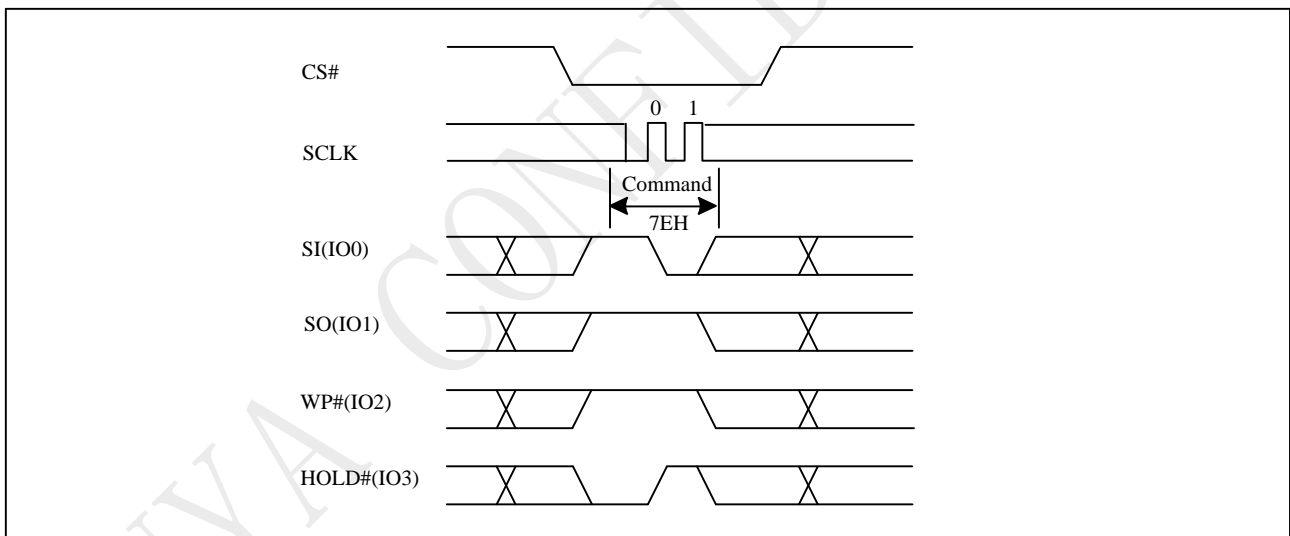 CS#
0 1
SCLK
Command
7EH
SI(IO0)
SO(IO1)
WP#(IO2)
HOLD#(IO3)